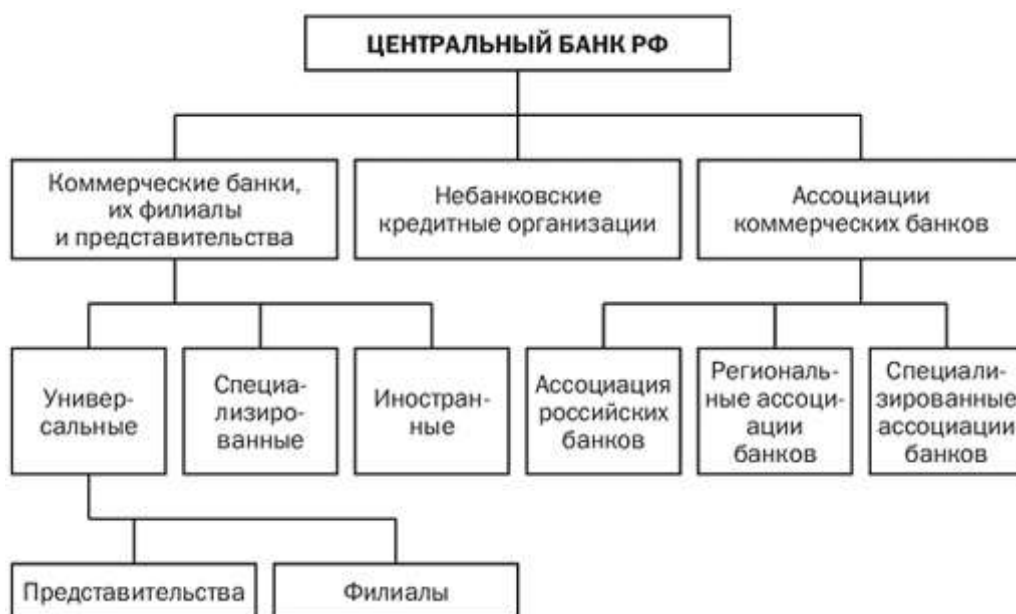 ЦЕНТРАЛЬНЫЙ БАНК РФ
Коммерческие банки,
их филиалы
и представительства
Небанковские
кредитные организации
Ассоциации
коммерческих банков
Универ-
сальные
Специа-
лизиро-
ванные
Иностран-
ные
Ассоциация
российских
банков
Региональ-
ные ассоци-
ации
банков
Специали-
зированные
ассоциации
банков
Представительства
Филиалы